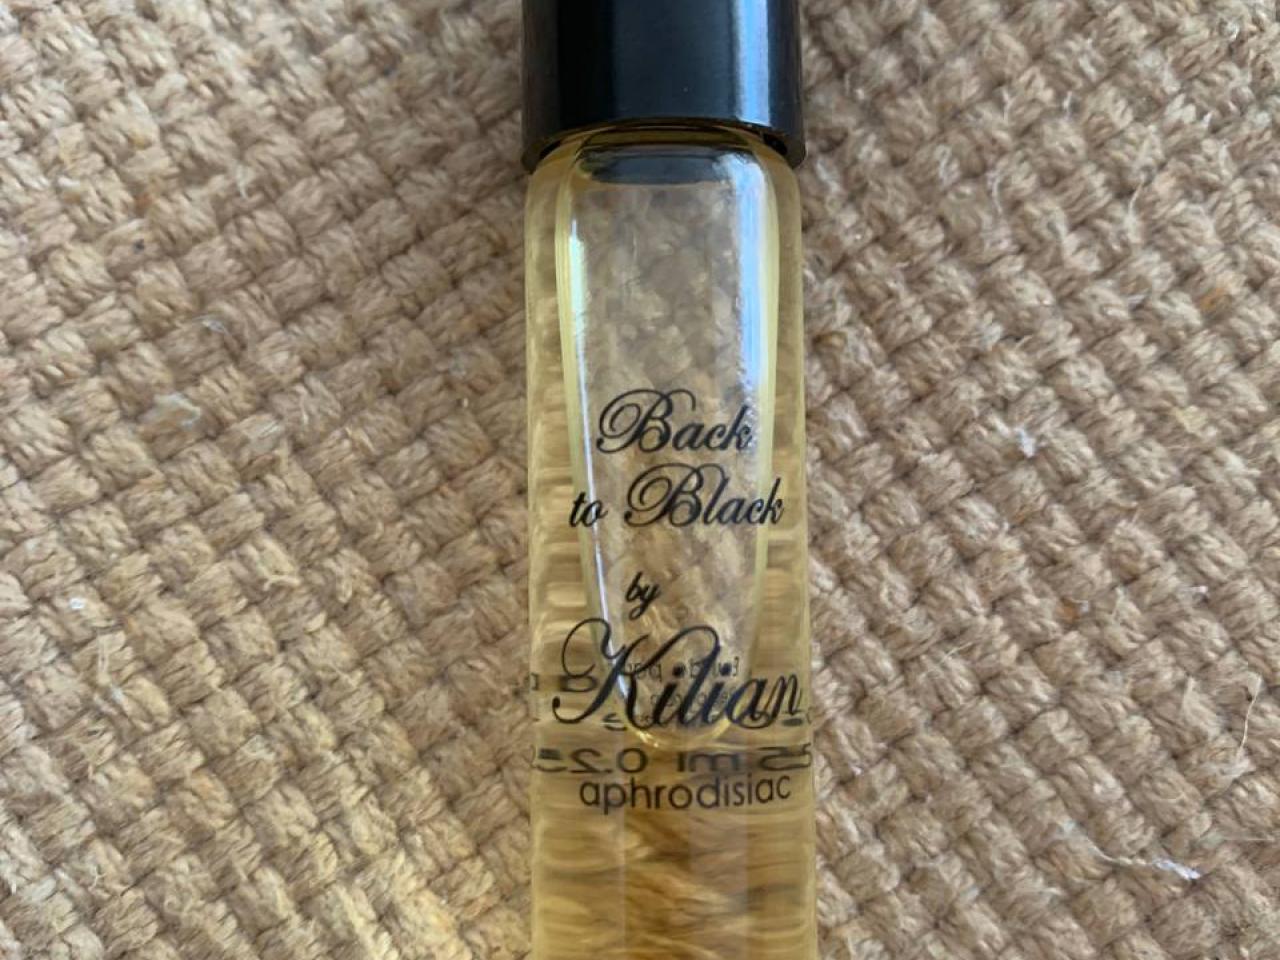 Back
to Black
by
Kilian
aphrodisiac